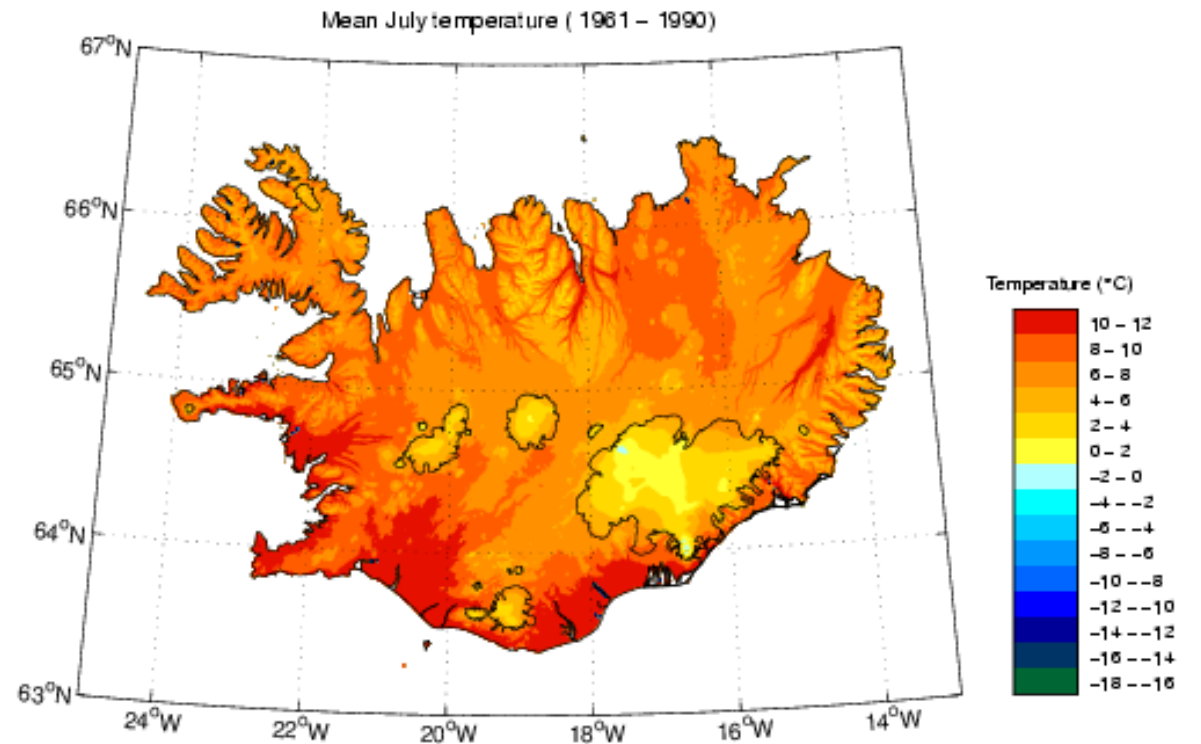 Mean July temperature ( 1961 – 1990)
67°N
66°N
65°N
64°N
63°N
24°W
22°W
20°W
18°W
16°W
14°W
Temperature (°C)
10 – 12
8 – 10
6 – 8
4 – 6
2 – 4
0 – 2
–2 – 0
–4 – –2
–6 – –4
–8 – –6
–10 – –8
–12 – –10
–14 – –12
–16 – –14
–18 – –16